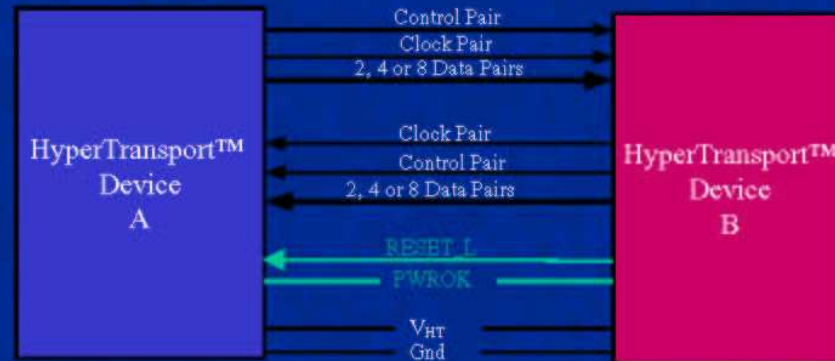 Control Pair
Clock Pair
2, 4 or 8 Data Pairs
HyperTransport™
Device
A
Clock Pair
Control Pair
2, 4 or 8 Data Pairs
HyperTransport™
Device
B
RESET_L
PWROK
VHT
Gnd